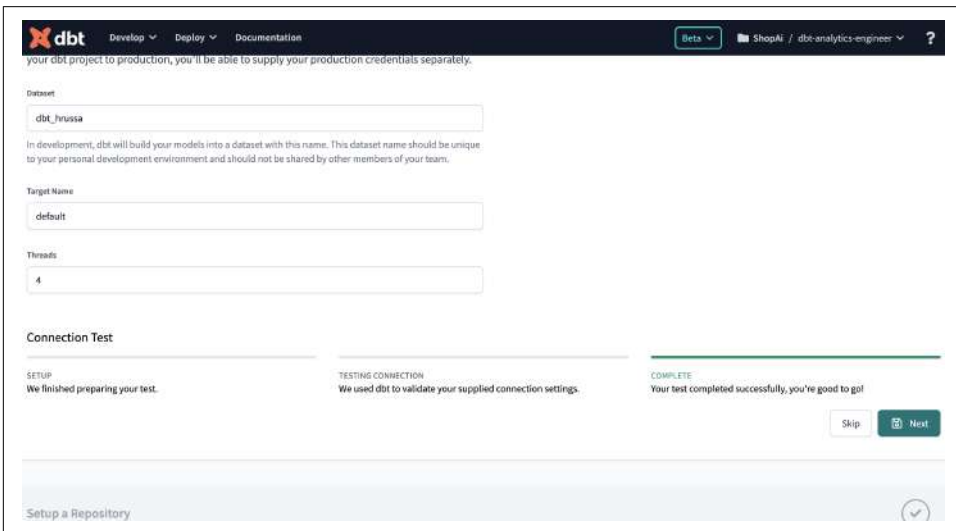 dbt Develop Deploy Documentation Beta ShopAi / dbt-analytics-engineer ?
your dbt project to production, you'll be able to supply your production credentials separately.
Dataset
dbt_hrussa
In development, dbt will build your models into a dataset with this name. This dataset name should be unique
to your personal development environment and should not be shared by other members of your team.
Target Name
default
Threads
4
Connection Test
SETUP
We finished preparing your test.
TESTING CONNECTION
We used dbt to validate your supplied connection settings.
COMPLETE
Your test completed successfully, you're good to go!
Skip Next
Setup a Repository